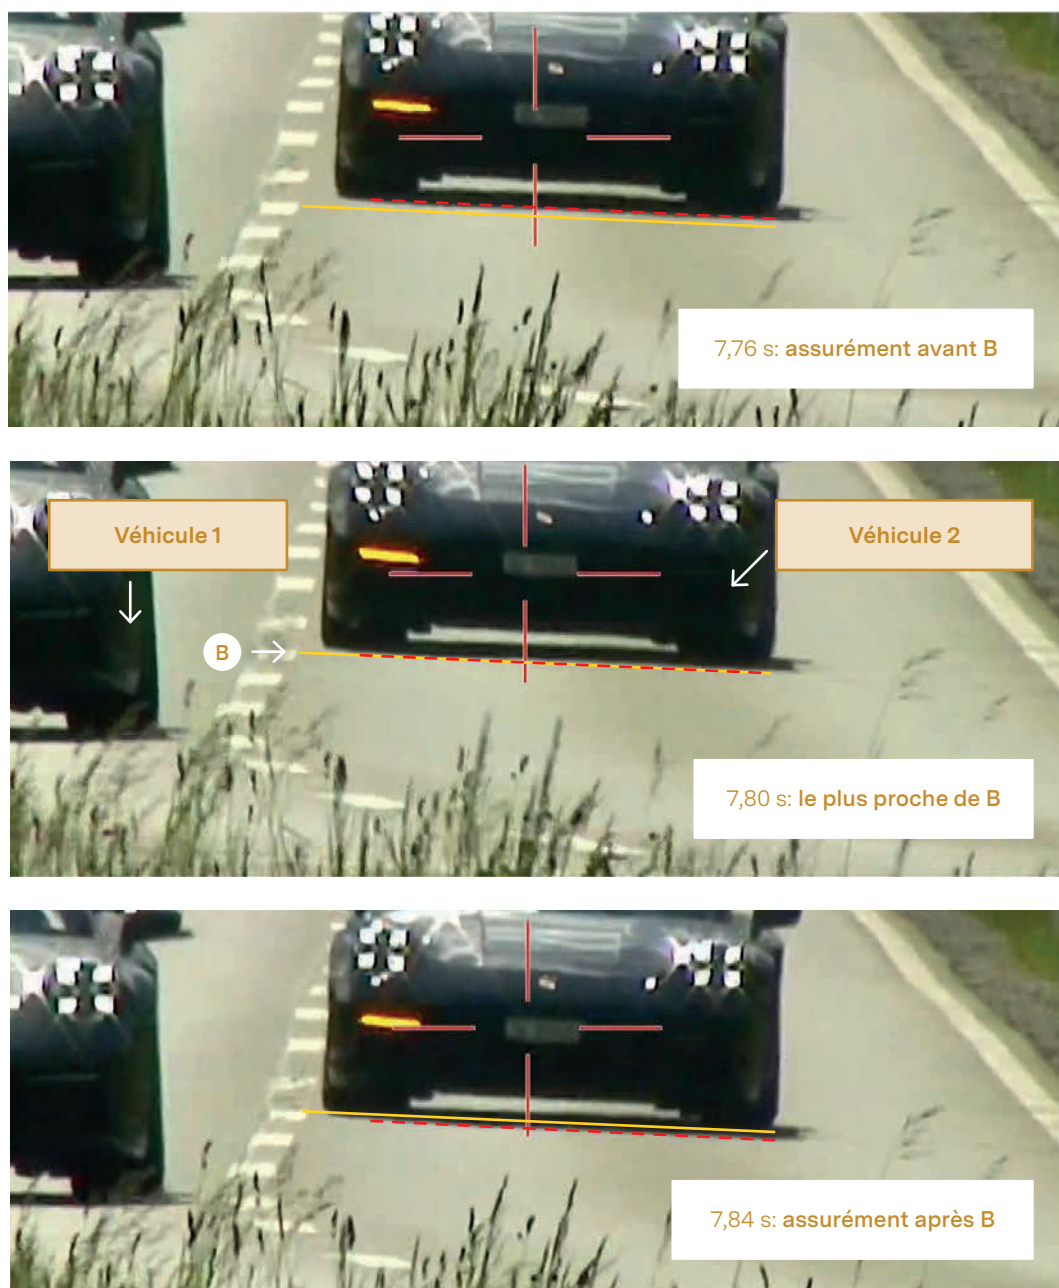 7,76 s: assurément avant B
Véhicule 1
Véhicule 2
B
7,80 s: le plus proche de B
7,84 s: assurément après B